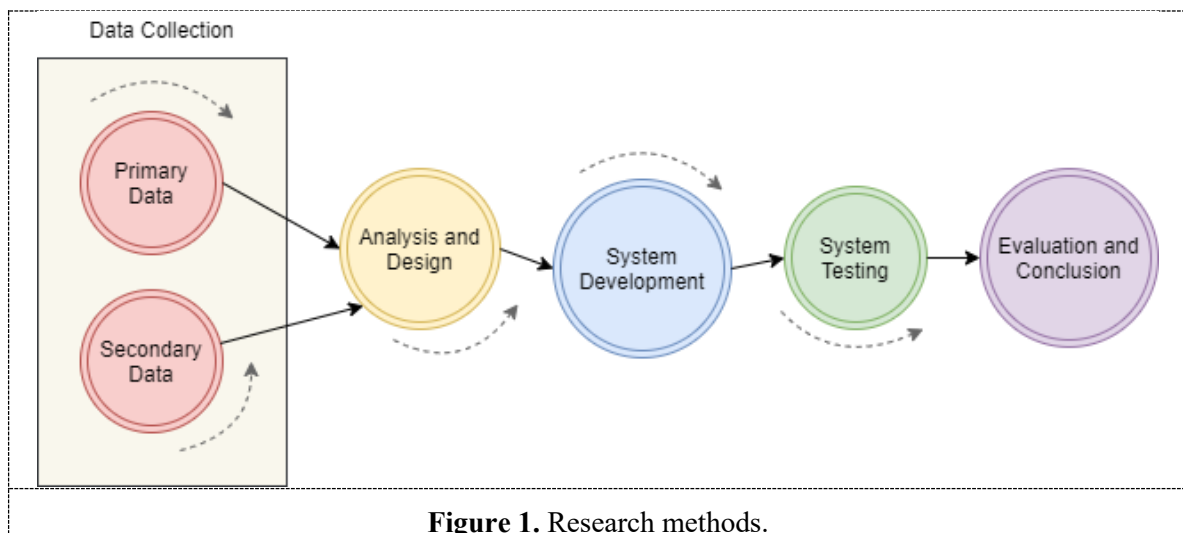 Data Collection
Primary
Data
Secondary
Data
Analysis and
Design
System
Development
System
Testing
Evaluation and
Conclusion
Figure 1. Research methods.